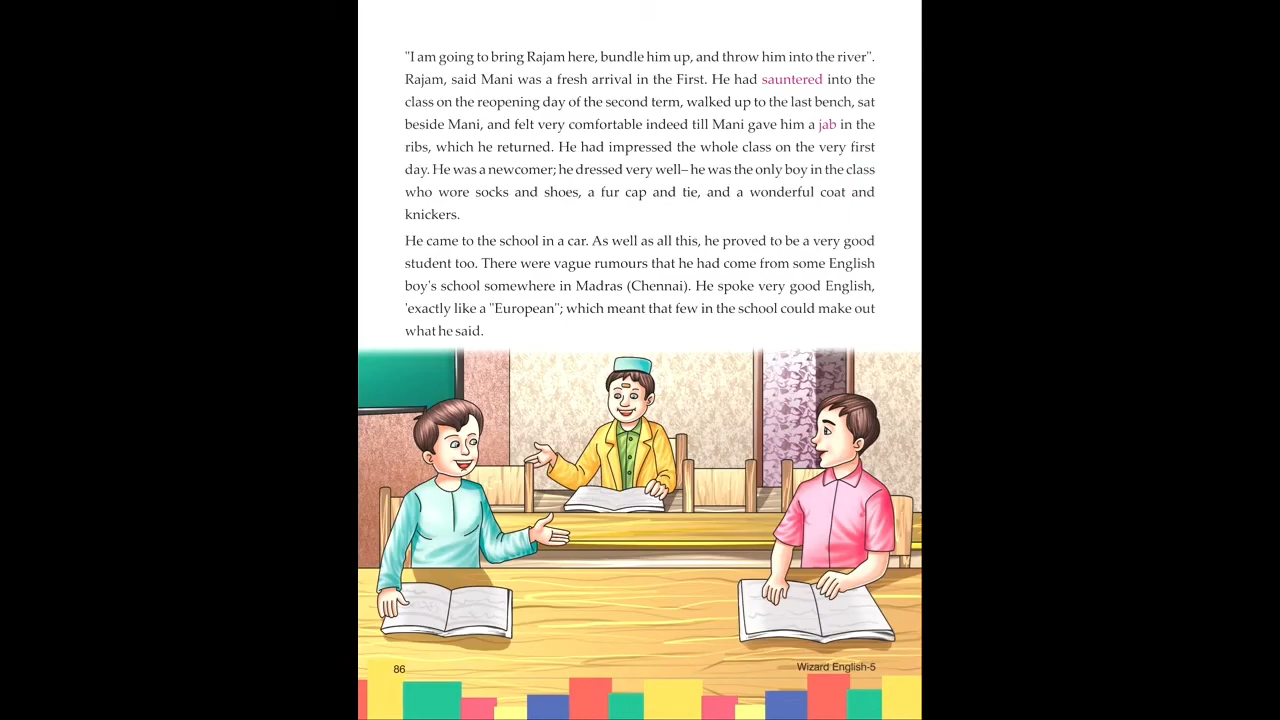 "I am going to bring Rajam here, bundle him up, and throw him into the river".
Rajam, said Mani was a fresh arrival in the First. He had sauntered into the
class on the reopening day of the second term, walked up to the last bench, sat
beside Mani, and felt very comfortable indeed till Mani gave him a jab in the
ribs, which he returned. He had impressed the whole class on the very first
day. He was a newcomer; he dressed very well– he was the only boy in the class
who wore socks and shoes, a fur cap and tie, and a wonderful coat and
knickers.
He came to the school in a car. As well as all this, he proved to be a very good
student too. There were vague rumours that he had come from some English
boy's school somewhere in Madras (Chennai). He spoke very good English,
'exactly like a "European"; which meant that few in the school could make out
what he said.
86
Wizard English-5